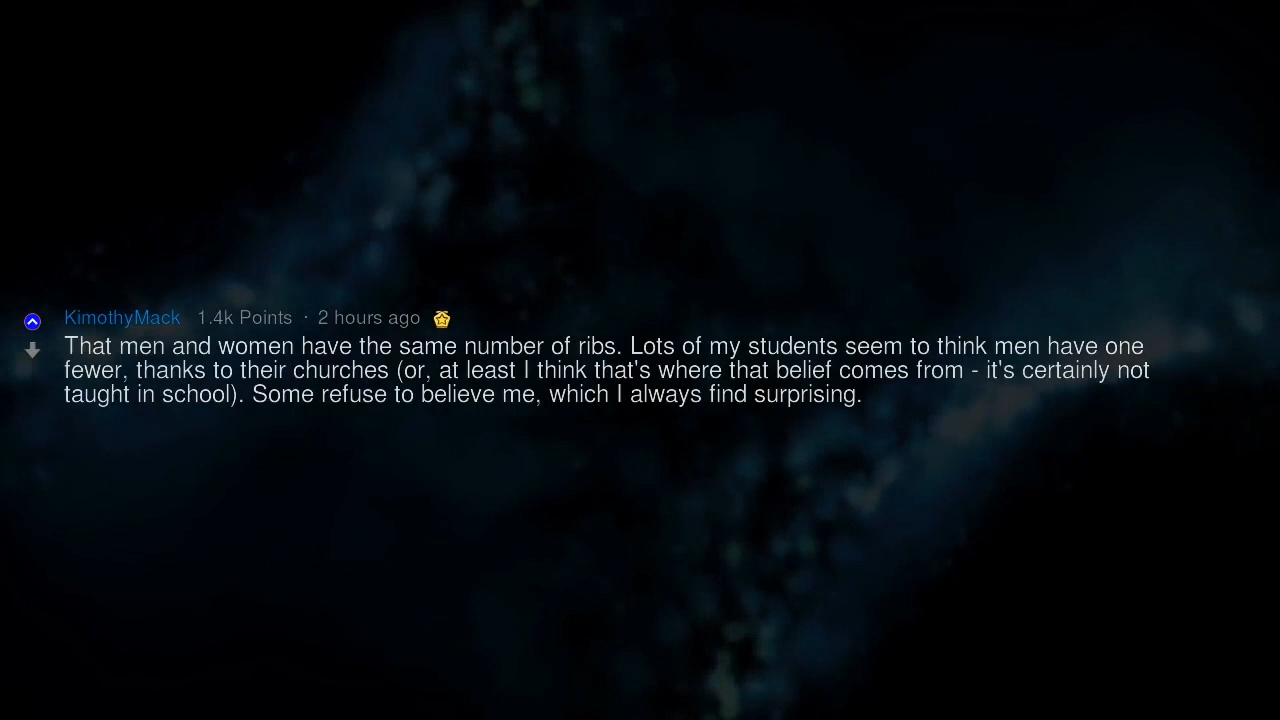 KimothyMack 1.4k Points · 2 hours ago
That men and women have the same number of ribs. Lots of my students seem to think men have one
fewer, thanks to their churches (or, at least I think that's where that belief comes from - it's certainly not
taught in school). Some refuse to believe me, which I always find surprising.